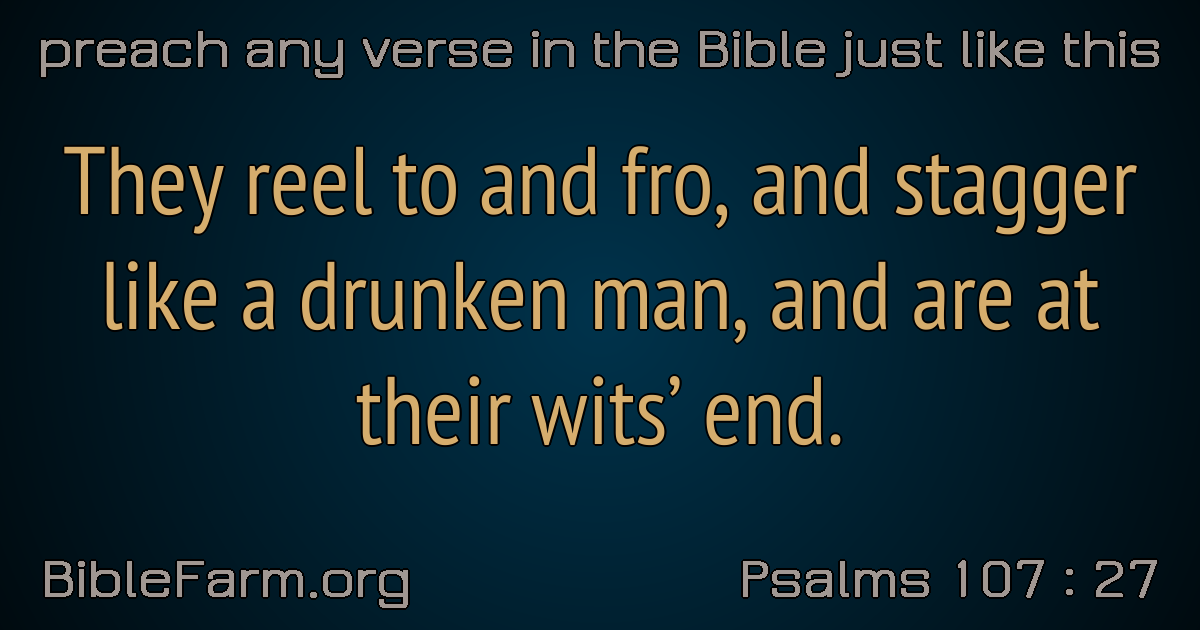 preach any verse in the Bible just like this
They reel to and fro, and stagger
like a drunken man, and are at
their wits’ end.
BibleFarm.org
Psalms 107 : 27